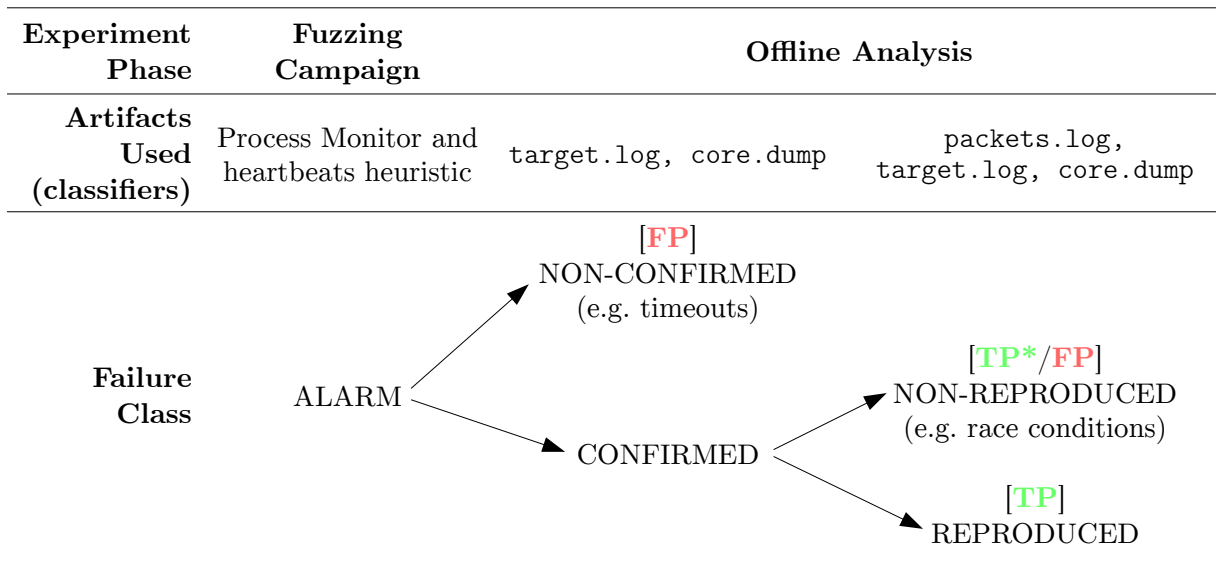 Experiment
Phase
Fuzzing
Campaign
Offline Analysis
Artifacts
Used
(classifiers)
Process Monitor and
heartbeats heuristic
target.log, core.dump
packets.log,
target.log, core.dump
Failure
Class
ALARM
[FP]
NON-CONFIRMED
(e.g. timeouts)
CONFIRMED
[TP*/FP]
NON-REPRODUCED
(e.g. race conditions)
[TP]
REPRODUCED